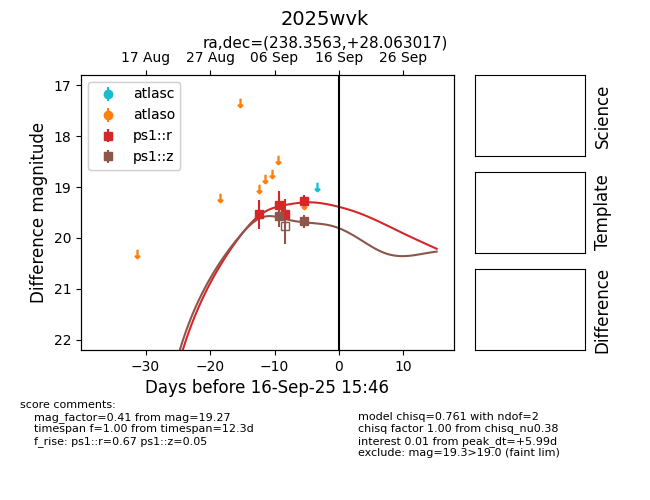 2025wvk
ra,dec=(238.3563,+28.063017)
17 Aug 27 Aug 06 Sep 16 Sep 26 Sep
atlasc
atlaso
ps1::r
ps1::z
17
18
19
20
21
22
Difference magnitude
−30 −20 −10 0 10
Days before 16-Sep-25 15:46
Science
Template
Difference
score comments:
mag_factor=0.41 from mag=19.27
timespan f=1.00 from timespan=12.3d
f_rise: ps1::r=0.67 ps1::z=0.05
model chisq=0.761 with ndof=2
chisq factor 1.00 from chisq_nu0.38
interest 0.01 from peak_dt=+5.99d
exclude: mag=19.3>19.0 (faint lim)